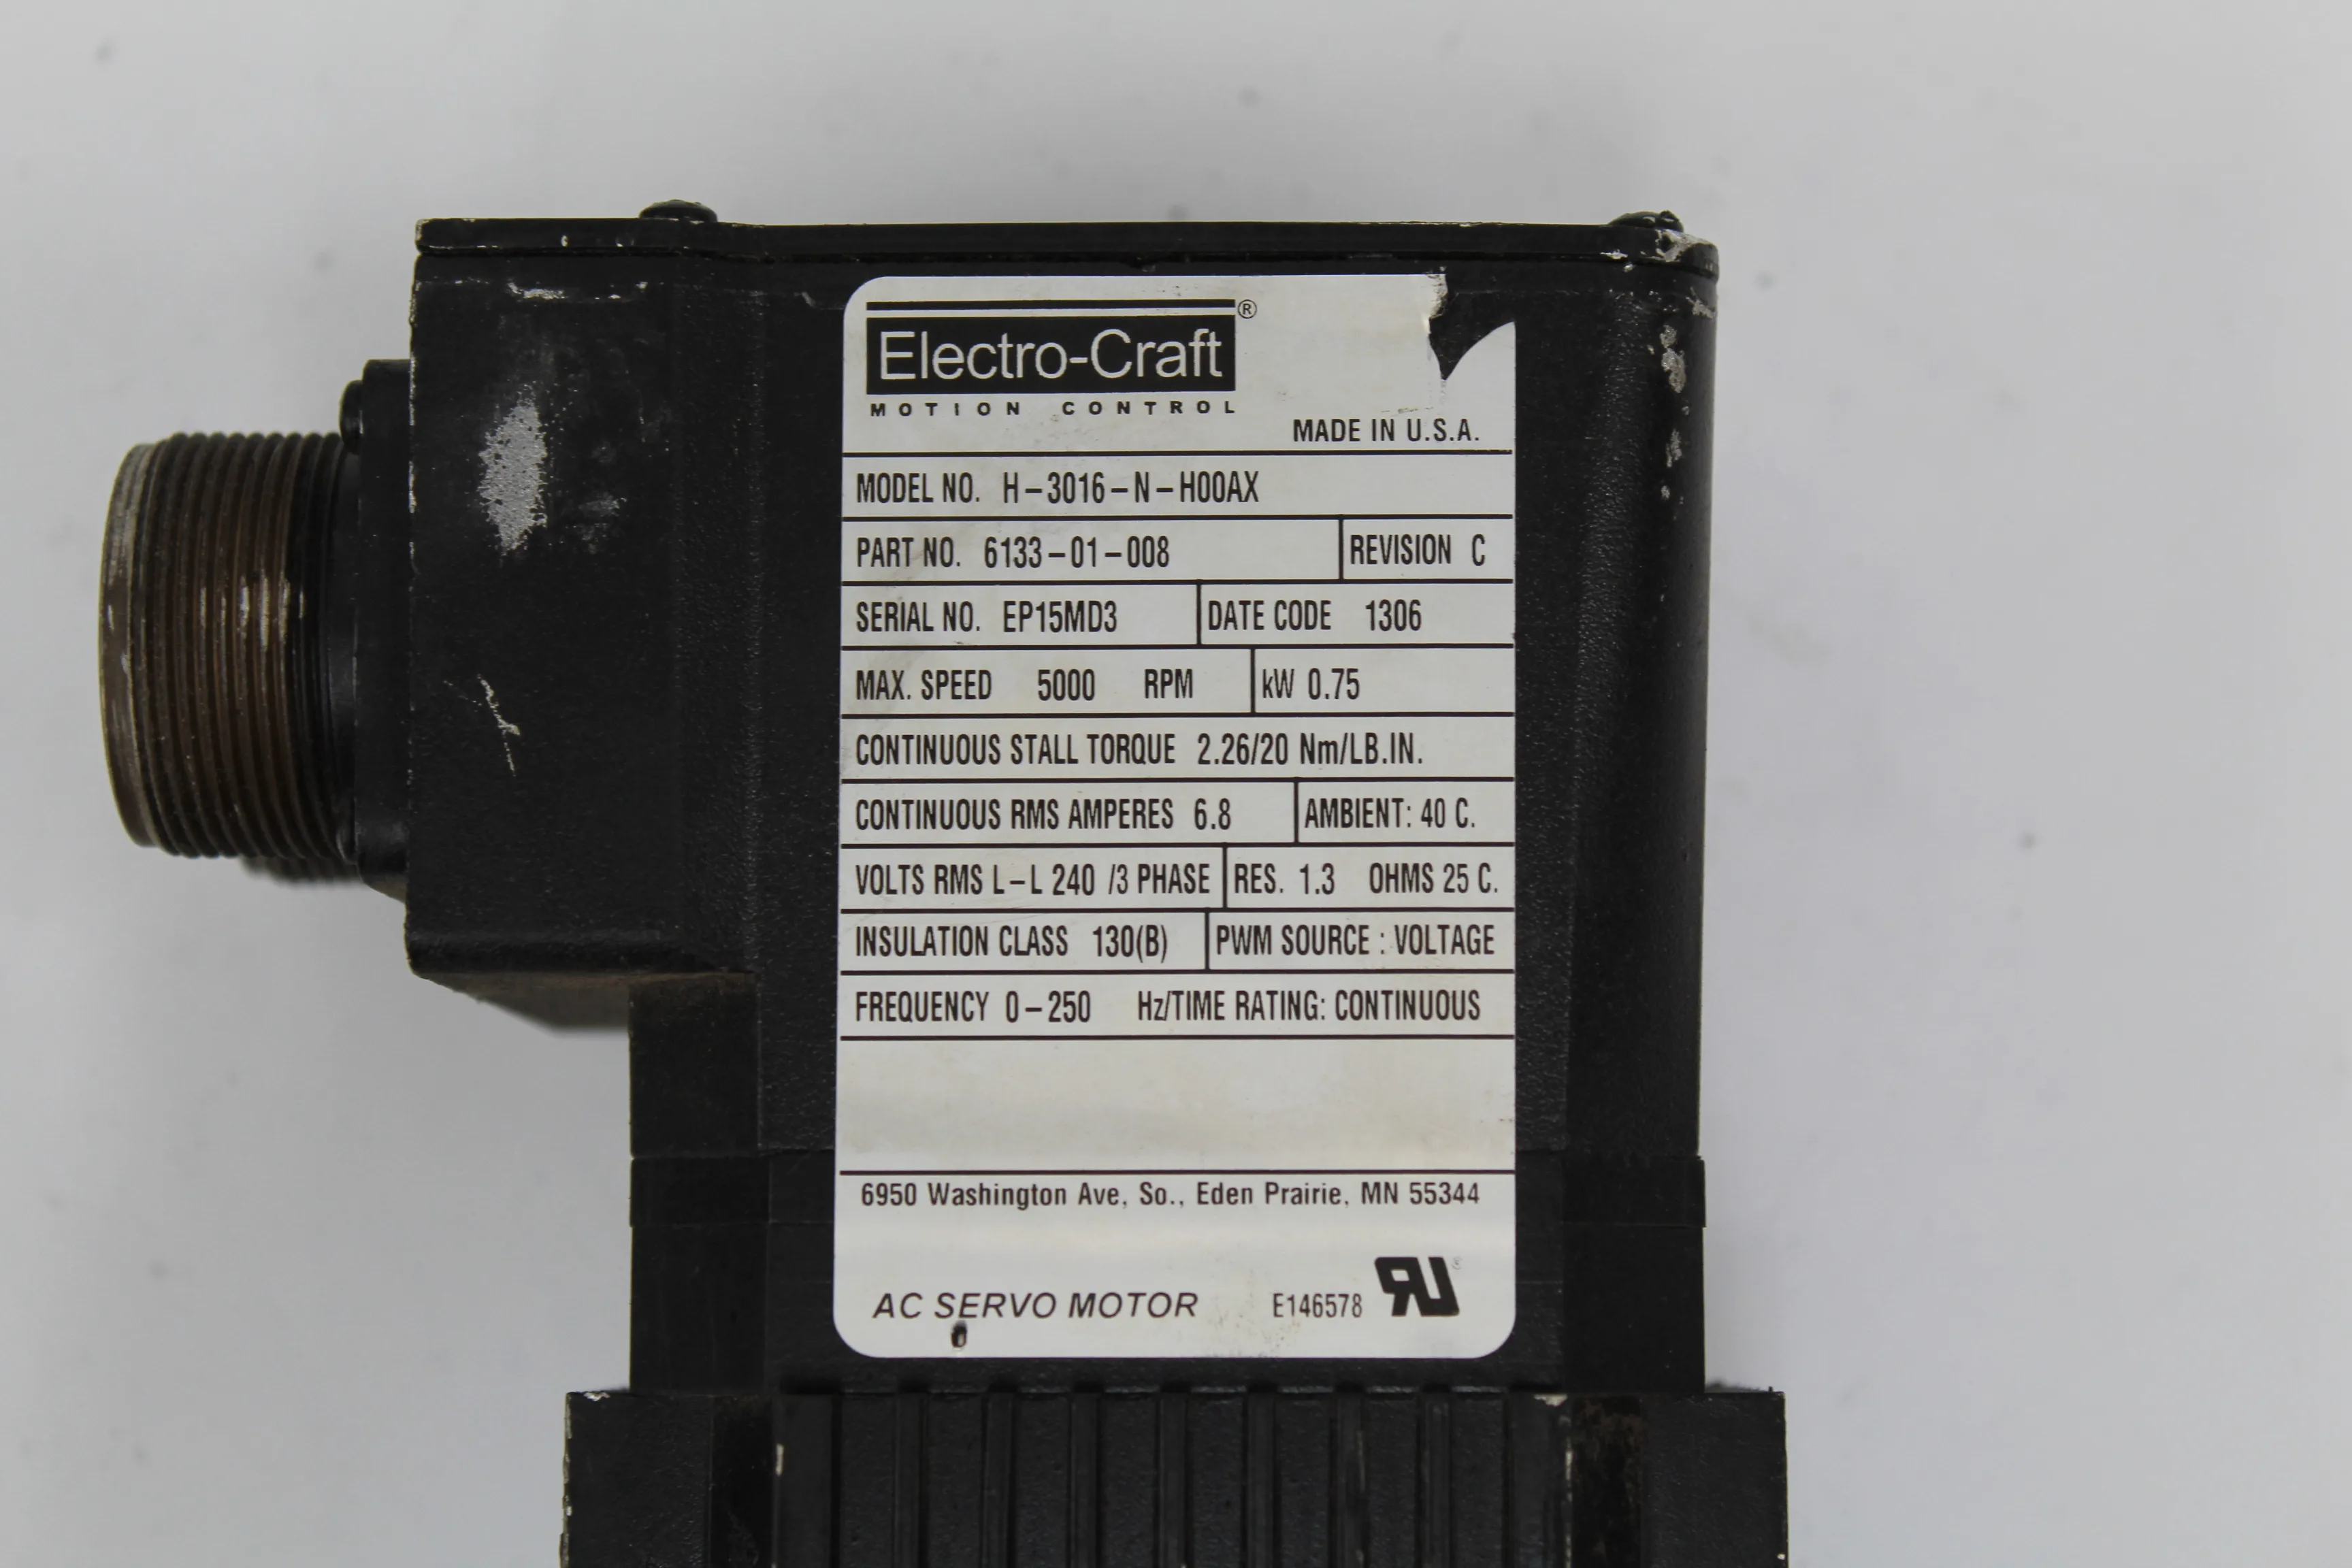 Electro-Craft®
MOTION CONTROL
MADE IN U.S.A.
MODEL NO. H-3016-N-H00AX
PART NO. 6133-01-008 REVISION C
SERIAL NO. EP15MD3 DATE CODE 1306
MAX. SPEED 5000 RPM kW 0.75
CONTINUOUS STALL TORQUE 2.26/20 Nm/LB.IN.
CONTINUOUS RMS AMPERES 6.8 AMBIENT: 40 C.
VOLTS RMS L-L 240 /3 PHASE RES. 1.3 OHMS 25 C.
INSULATION CLASS 130(B) PWM SOURCE : VOLTAGE
FREQUENCY 0-250 Hz/TIME RATING: CONTINUOUS
6950 Washington Ave, So., Eden Prairie, MN 55344
AC SERVO MOTOR E146578 RU®